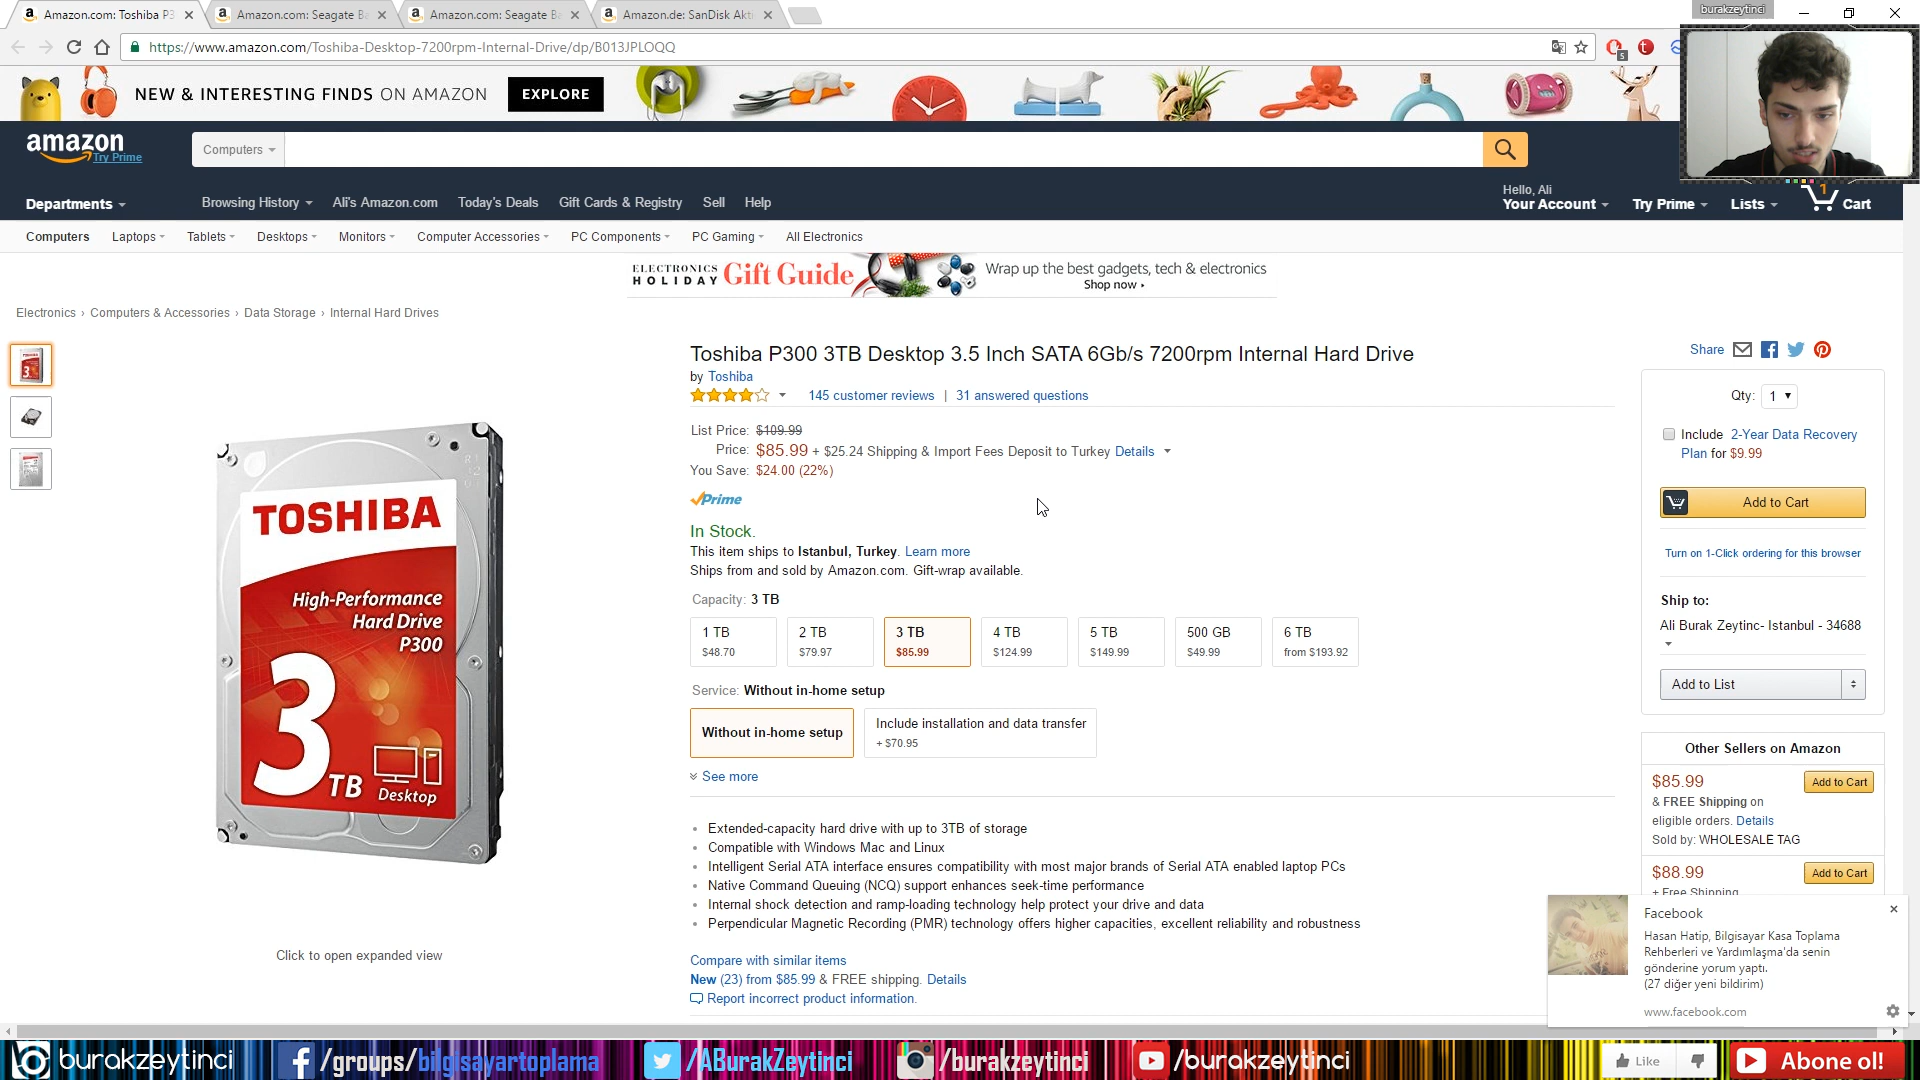 Amazon.com: Toshiba P3
Amazon.com: Seagate Ba
Amazon.com: Seagate Ba
Amazon.de: SanDisk Akti
burakzeytinci
https://www.amazon.com/Toshiba-Desktop-7200rpm-Internal-Drive/dp/B013JPLOQQ
5
NEW & INTERESTING FINDS ON AMAZON
EXPLORE
amazon
Try Prime
Computers
Departments
Browsing History
Ali's Amazon.com
Today's Deals
Gift Cards & Registry
Sell
Help
Hello, Ali
Your Account
Try Prime
Lists
1
Cart
Computers
Laptops
Tablets
Desktops
Monitors
Computer Accessories
PC Components
PC Gaming
All Electronics
ELECTRONICS
HOLIDAY
Gift Guide
Wrap up the best gadgets, tech & electronics
Shop now ▸
Electronics › Computers & Accessories › Data Storage › Internal Hard Drives
TOSHIBA
High-Performance
Hard Drive
P300
3 TB
Desktop
Click to open expanded view
Toshiba P300 3TB Desktop 3.5 Inch SATA 6Gb/s 7200rpm Internal Hard Drive
by Toshiba
145 customer reviews | 31 answered questions
List Price: $109.99
Price: $85.99 + $25.24 Shipping & Import Fees Deposit to Turkey Details
You Save: $24.00 (22%)
Prime
In Stock.
This item ships to Istanbul, Turkey. Learn more
Ships from and sold by Amazon.com. Gift-wrap available.
Capacity: 3 TB
1 TB
$48.70
2 TB
$79.97
3 TB
$85.99
4 TB
$124.99
5 TB
$149.99
500 GB
$49.99
6 TB
from $193.92
Service: Without in-home setup
Without in-home setup
Include installation and data transfer
+ $70.95
See more
• Extended-capacity hard drive with up to 3TB of storage
• Compatible with Windows Mac and Linux
• Intelligent Serial ATA interface ensures compatibility with most major brands of Serial ATA enabled laptop PCs
• Native Command Queuing (NCQ) support enhances seek-time performance
• Internal shock detection and ramp-loading technology help protect your drive and data
• Perpendicular Magnetic Recording (PMR) technology offers higher capacities, excellent reliability and robustness
Compare with similar items
New (23) from $85.99 & FREE shipping. Details
Report incorrect product information.
Share
Qty: 1
Include 2-Year Data Recovery
Plan for $9.99
Add to Cart
Turn on 1-Click ordering for this browser
Ship to:
Ali Burak Zeytinc- Istanbul - 34688
Add to List
Other Sellers on Amazon
$85.99
Add to Cart
& FREE Shipping on
eligible orders. Details
Sold by: WHOLESALE TAG
$88.99
Add to Cart
+ Free Shipping
Facebook
Hasan Hatip, Bilgisayar Kasa Toplama
Rehberleri ve Yardımlaşma'da senin
gönderine yorum yaptı.
(27 diğer yeni bildirim)
www.facebook.com
burakzeytinci
/groups/bilgisayartoplama
/ABurakZeytinci
/burakzeytinci
/burakzeytinci
Like
Abone ol!